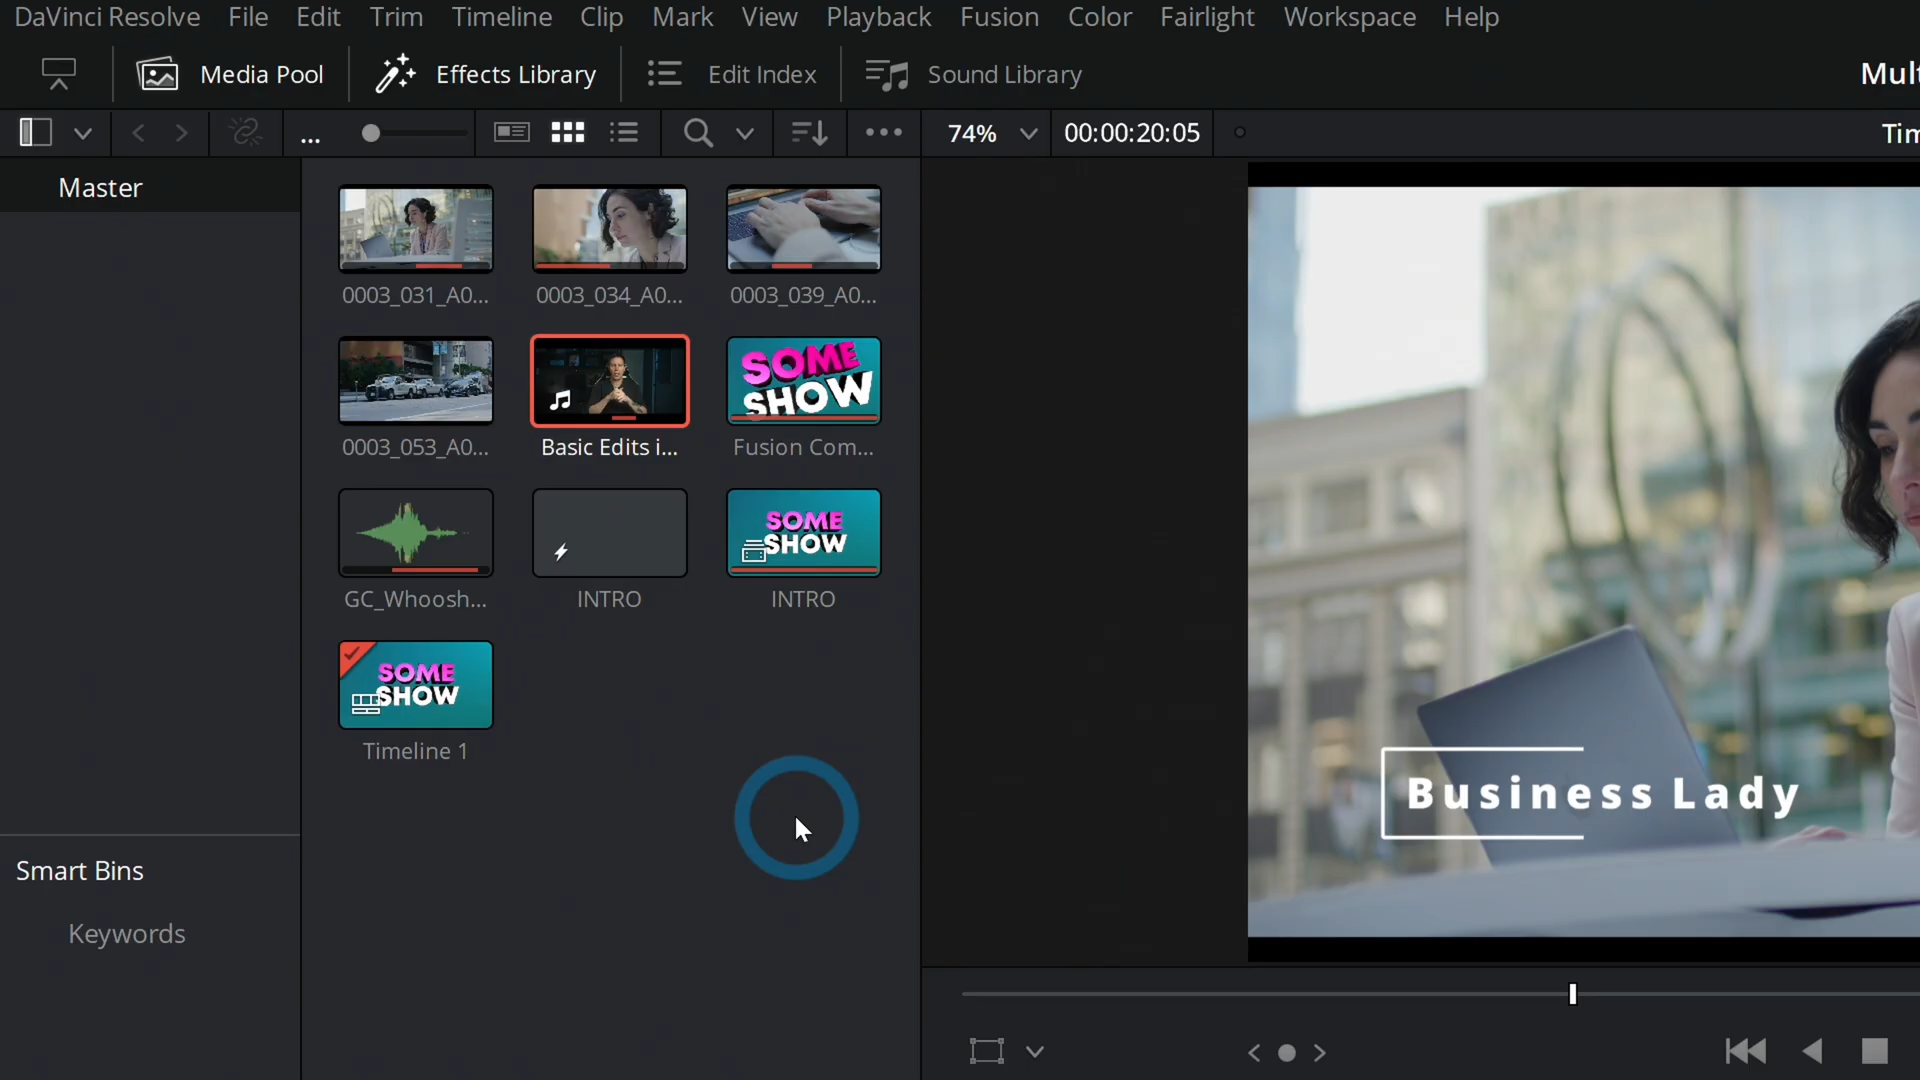 DaVinci Resolve File Edit Trim Timeline Clip Mark View Playback Fusion Color Fairlight Workspace Help
Media Pool Effects Library Edit Index Sound Library Mult
... 74% 00:00:20:05 Tim
Master
0003_031_A0... 0003_034_A0... 0003_039_A0...
SOME
SHOW
0003_053_A0... Basic Edits i... Fusion Com...
SOME
SHOW
GC_Whoosh... INTRO INTRO
SOME
SHOW
Timeline 1
Business Lady
Smart Bins
Keywords